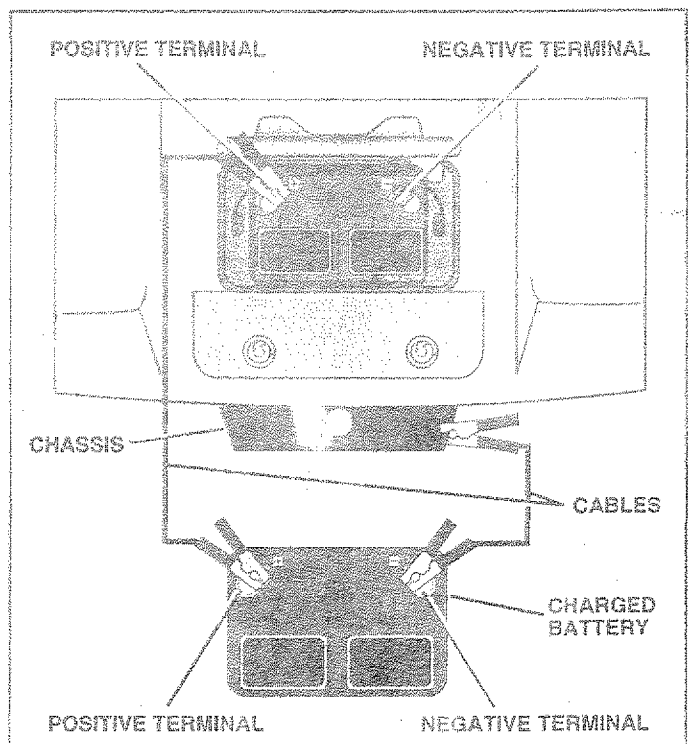 POSITIVE TERMINAL
NEGATIVE TERMINAL
CHASSIS
CABLES
CHARGED
BATTERY
POSITIVE TERMINAL
NEGATIVE TERMINAL